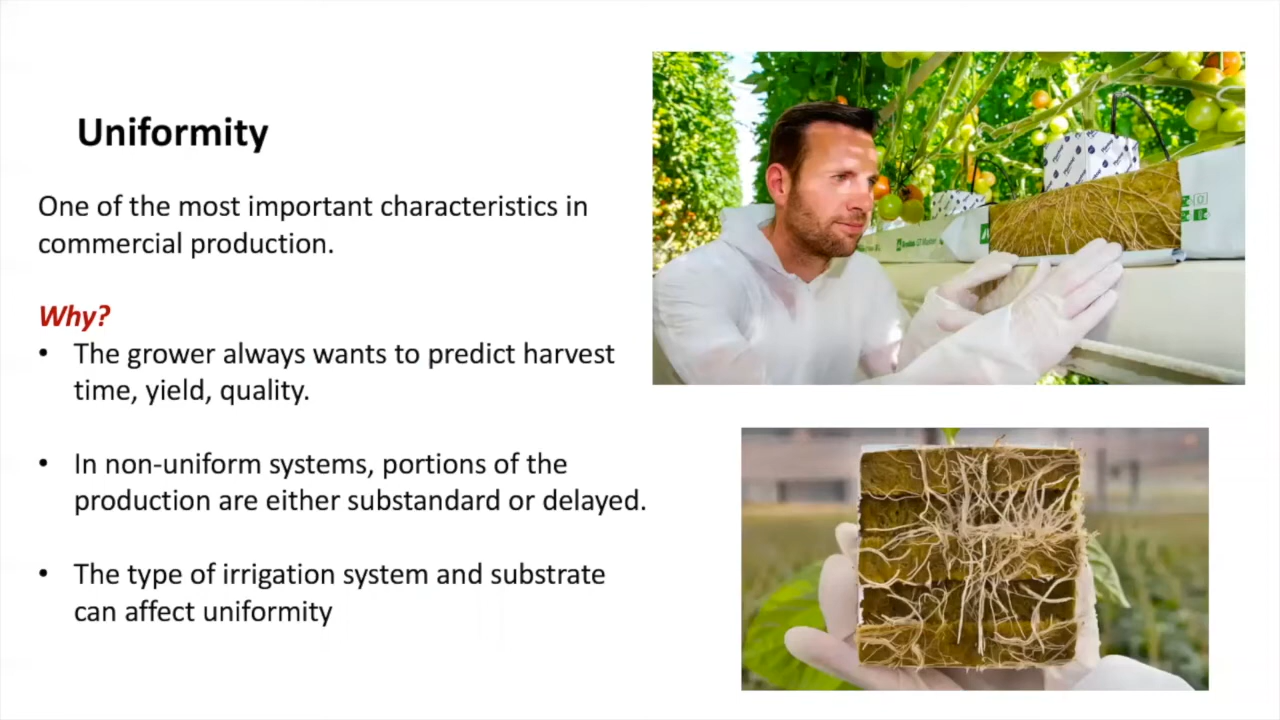 Uniformity
One of the most important characteristics in
commercial production.
Why?
• The grower always wants to predict harvest
time, yield, quality.
• In non-uniform systems, portions of the
production are either substandard or delayed.
• The type of irrigation system and substrate
can affect uniformity